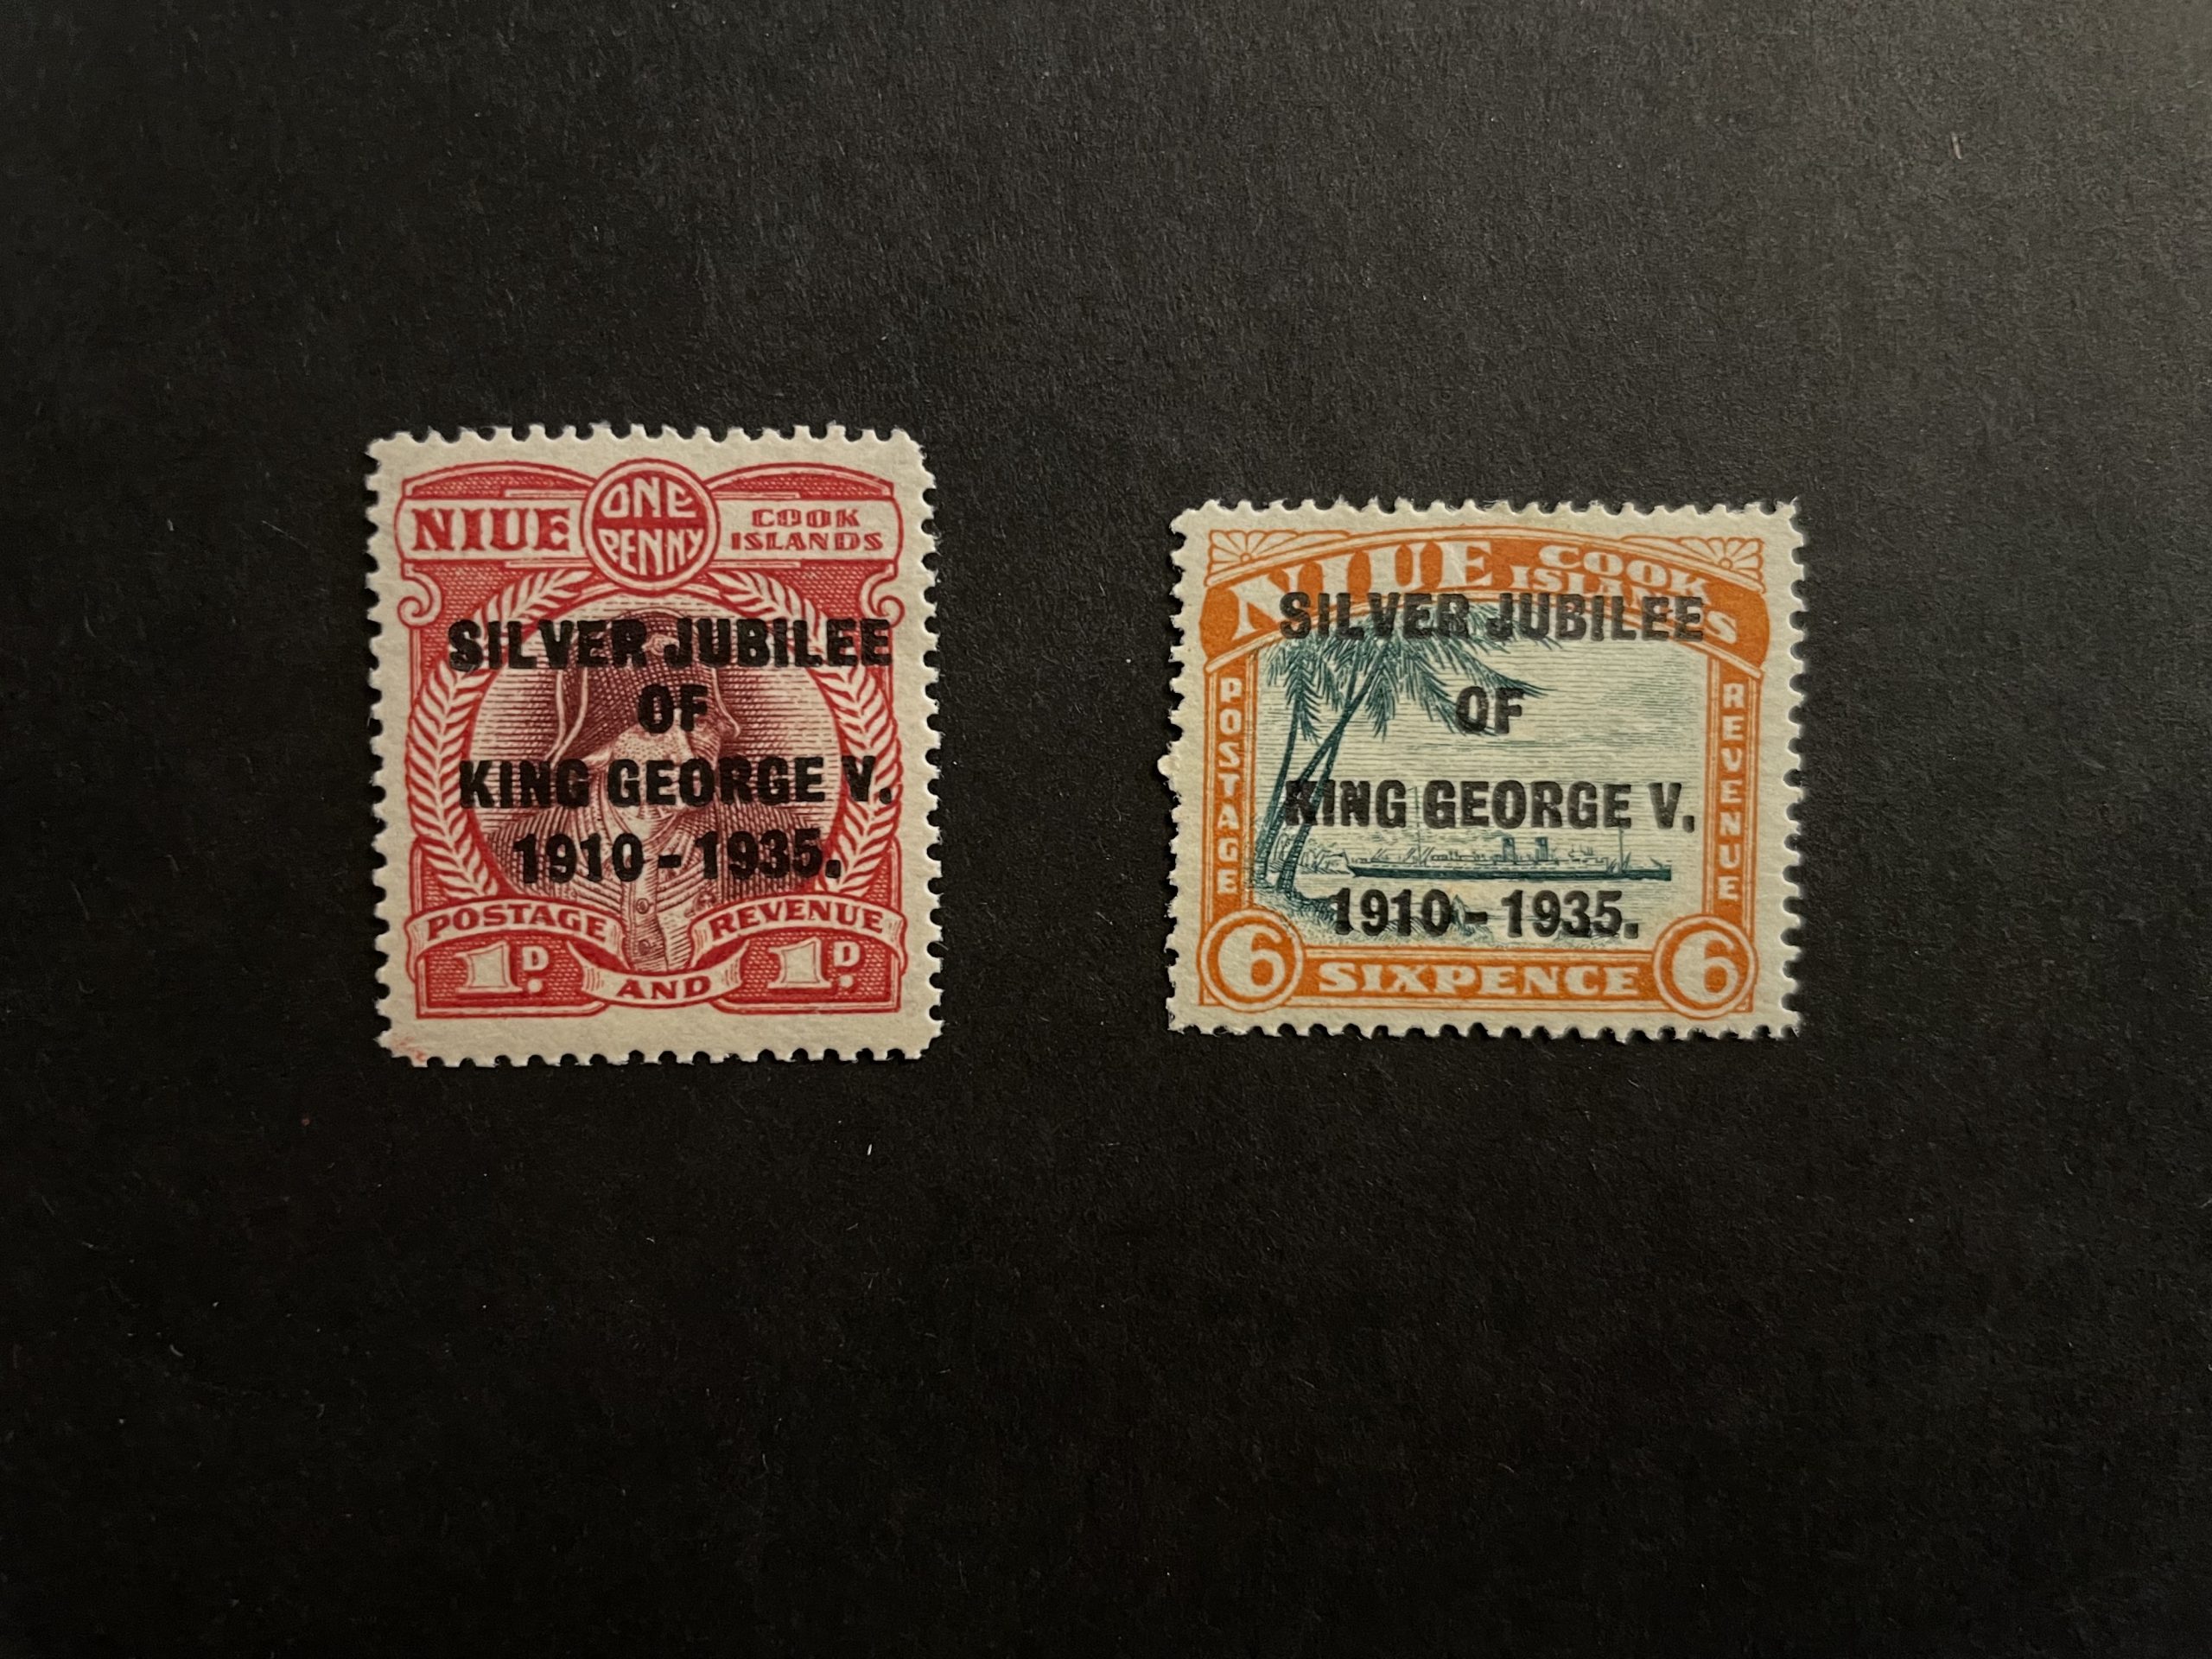 NIUE
ONE
PENNY
COOK
ISLANDS
SILVER JUBILEE
OF
KING GEORGE V.
1910 - 1935.
POSTAGE
AND
REVENUE
1D.
1D.
NIUE
COOK
ISLANDS
SILVER JUBILEE
OF
KING GEORGE V.
1910 - 1935.
POSTAGE
REVENUE
6
SIXPENCE
6